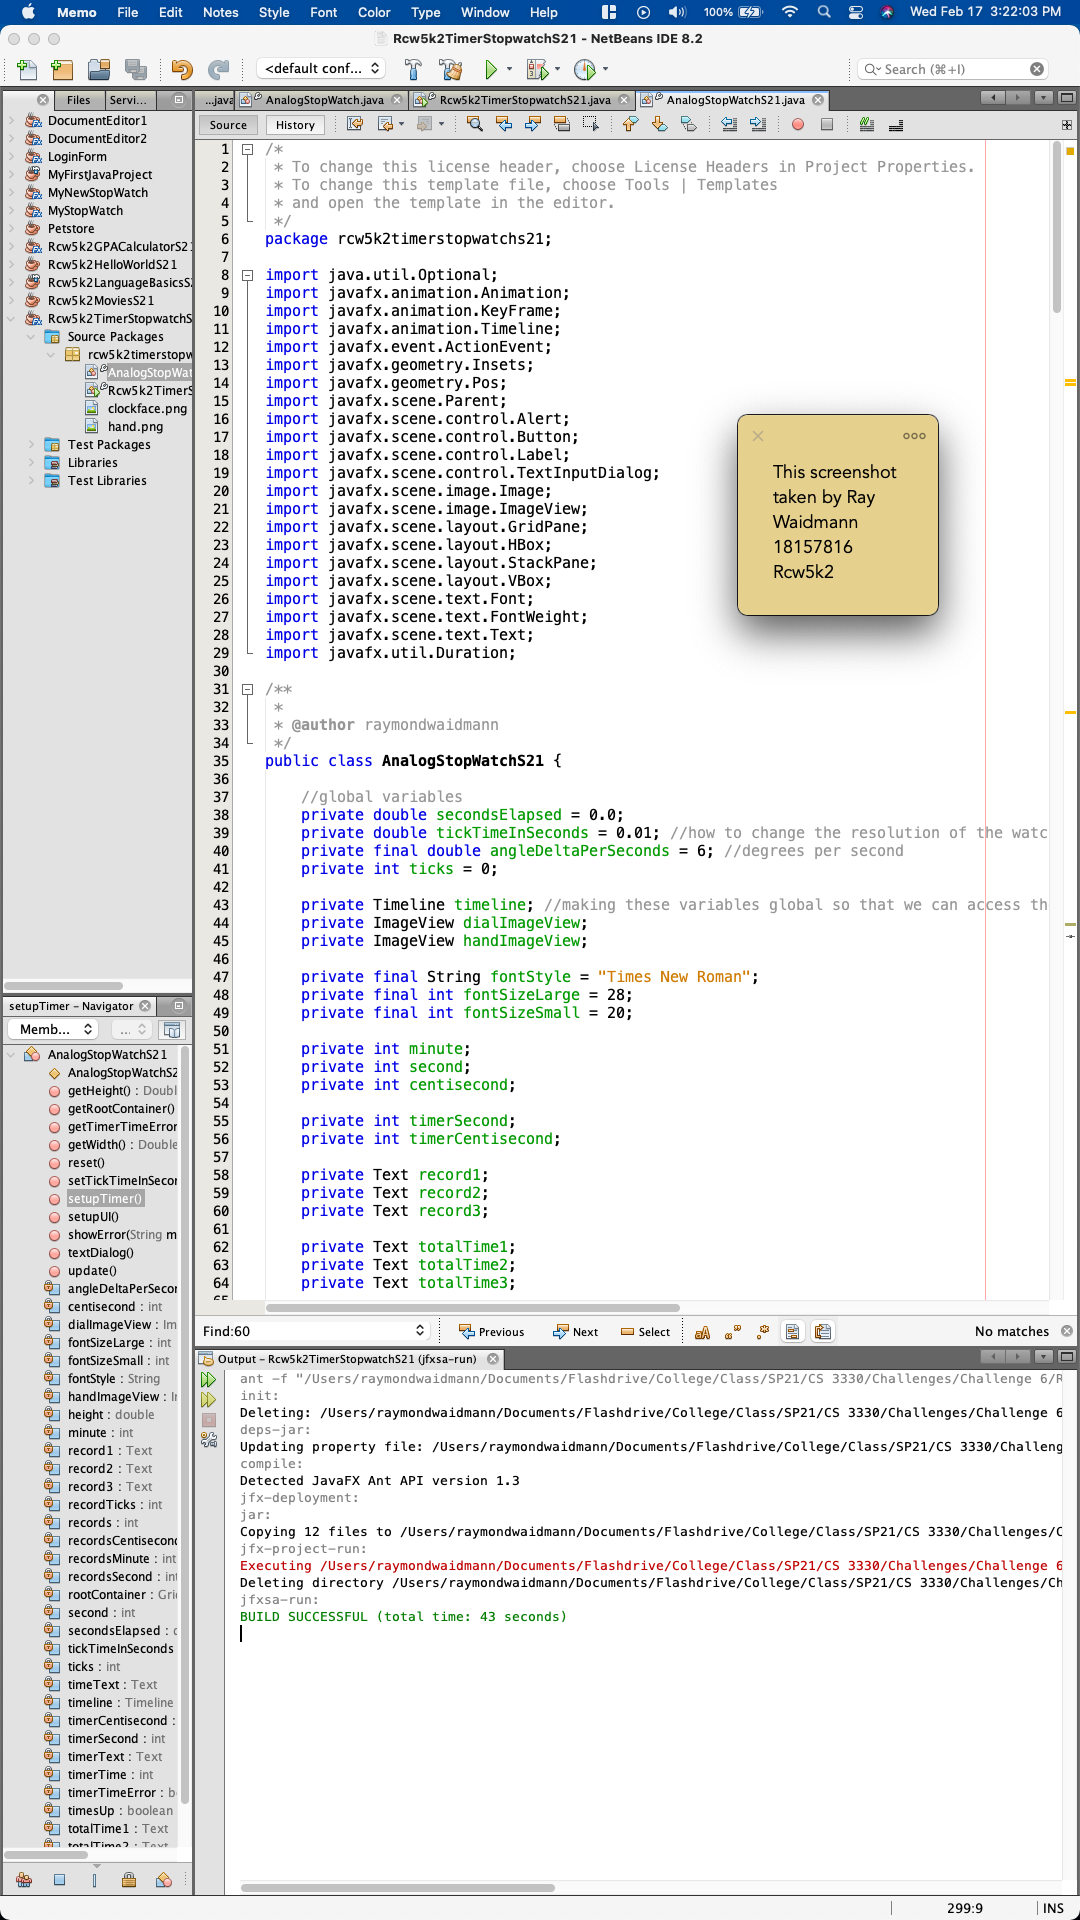 Memo File Edit Notes Style Font Color Type Window Help 100% Wed Feb 17 3:22:03 PM
Rcw5k2TimerStopwatchS21 - NetBeans IDE 8.2
<default conf... Search (⌘+I)
Files Servi... ...java AnalogStopWatch.java Rcw5k2TimerStopwatchS21.java AnalogStopWatchS21.java
Source History
DocumentEditor1
DocumentEditor2
LoginForm
MyFirstJavaProject
MyNewStopWatch
MyStopWatch
Petstore
Rcw5k2GPACalculatorS21
Rcw5k2HelloWorldS21
Rcw5k2LanguageBasicsS2
Rcw5k2MoviesS21
Rcw5k2TimerStopwatchS
Source Packages
rcw5k2timerstopw
AnalogStopWat
Rcw5k2TimerS
clockface.png
hand.png
Test Packages
Libraries
Test Libraries
1 /*
2 * To change this license header, choose License Headers in Project Properties.
3 * To change this template file, choose Tools | Templates
4 * and open the template in the editor.
5 */
6 package rcw5k2timerstopwatchs21;
7
8 import java.util.Optional;
9 import javafx.animation.Animation;
10 import javafx.animation.KeyFrame;
11 import javafx.animation.Timeline;
12 import javafx.event.ActionEvent;
13 import javafx.geometry.Insets;
14 import javafx.geometry.Pos;
15 import javafx.scene.Parent;
16 import javafx.scene.control.Alert;
17 import javafx.scene.control.Button;
18 import javafx.scene.control.Label;
19 import javafx.scene.control.TextInputDialog;
20 import javafx.scene.image.Image;
21 import javafx.scene.image.ImageView;
22 import javafx.scene.layout.GridPane;
23 import javafx.scene.layout.HBox;
24 import javafx.scene.layout.StackPane;
25 import javafx.scene.layout.VBox;
26 import javafx.scene.text.Font;
27 import javafx.scene.text.FontWeight;
28 import javafx.scene.text.Text;
29 import javafx.util.Duration;
30
31 /**
32 *
33 * @author raymondwaidmann
34 */
35 public class AnalogStopWatchS21 {
36
37 //global variables
38 private double secondsElapsed = 0.0;
39 private double tickTimeInSeconds = 0.01; //how to change the resolution of the watc
40 private final double angleDeltaPerSeconds = 6; //degrees per second
41 private int ticks = 0;
42
43 private Timeline timeline; //making these variables global so that we can access th
44 private ImageView dialImageView;
45 private ImageView handImageView;
46
47 private final String fontStyle = "Times New Roman";
48 private final int fontSizeLarge = 28;
49 private final int fontSizeSmall = 20;
50
51 private int minute;
52 private int second;
53 private int centisecond;
54
55 private int timerSecond;
56 private int timerCentisecond;
57
58 private Text record1;
59 private Text record2;
60 private Text record3;
61
62 private Text totalTime1;
63 private Text totalTime2;
64 private Text totalTime3;
This screenshot
taken by Ray
Waidmann
18157816
Rcw5k2
setupTimer - Navigator
Memb... ...
AnalogStopWatchS21
AnalogStopWatchS2
getHeight() : Doubl
getRootContainer()
getTimerTimeError
getWidth() : Double
reset()
setTickTimeInSecon
setupTimer()
setupUI()
showError(String m
textDialog()
update()
angleDeltaPerSecon
centisecond : int
dialImageView : Im
fontSizeLarge : int
fontSizeSmall : int
fontStyle : String
handImageView : I
height : double
minute : int
record1 : Text
record2 : Text
record3 : Text
recordTicks : int
records : int
recordsCentisecond
recordsMinute : int
recordsSecond : int
rootContainer : Gri
second : int
secondsElapsed : d
tickTimeInSeconds
ticks : int
timeText : Text
timeline : Timeline
timerCentisecond :
timerSecond : int
timerText : Text
timerTime : int
timerTimeError : b
timesUp : boolean
totalTime1 : Text
totalTime2 : Text
Find:60 Previous Next Select No matches
Output - Rcw5k2TimerStopwatchS21 (jfxsa-run)
ant -f "/Users/raymondwaidmann/Documents/Flashdrive/College/Class/SP21/CS 3330/Challenges/Challenge 6/R
init:
Deleting: /Users/raymondwaidmann/Documents/Flashdrive/College/Class/SP21/CS 3330/Challenges/Challenge 6
deps-jar:
Updating property file: /Users/raymondwaidmann/Documents/Flashdrive/College/Class/SP21/CS 3330/Challeng
compile:
Detected JavaFX Ant API version 1.3
jfx-deployment:
jar:
Copying 12 files to /Users/raymondwaidmann/Documents/Flashdrive/College/Class/SP21/CS 3330/Challenges/C
jfx-project-run:
Executing /Users/raymondwaidmann/Documents/Flashdrive/College/Class/SP21/CS 3330/Challenges/Challenge 6
Deleting directory /Users/raymondwaidmann/Documents/Flashdrive/College/Class/SP21/CS 3330/Challenges/Ch
jfxsa-run:
BUILD SUCCESSFUL (total time: 43 seconds)
299:9 INS